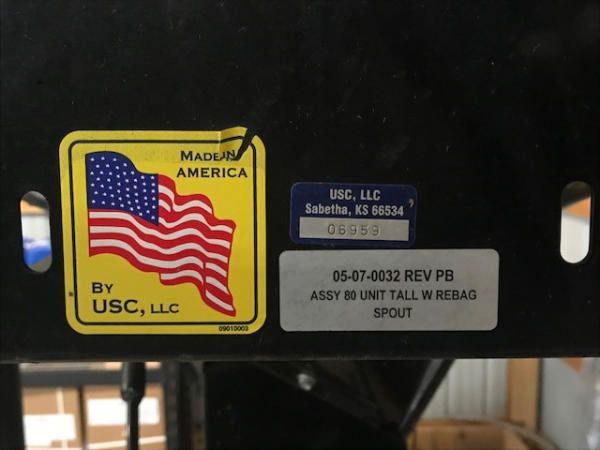 MADE IN
AMERICA
BY
USC, LLC
09010003
USC, LLC
Sabetha, KS 66534
06959
05-07-0032 REV PB
ASSY 80 UNIT TALL W REBAG
SPOUT